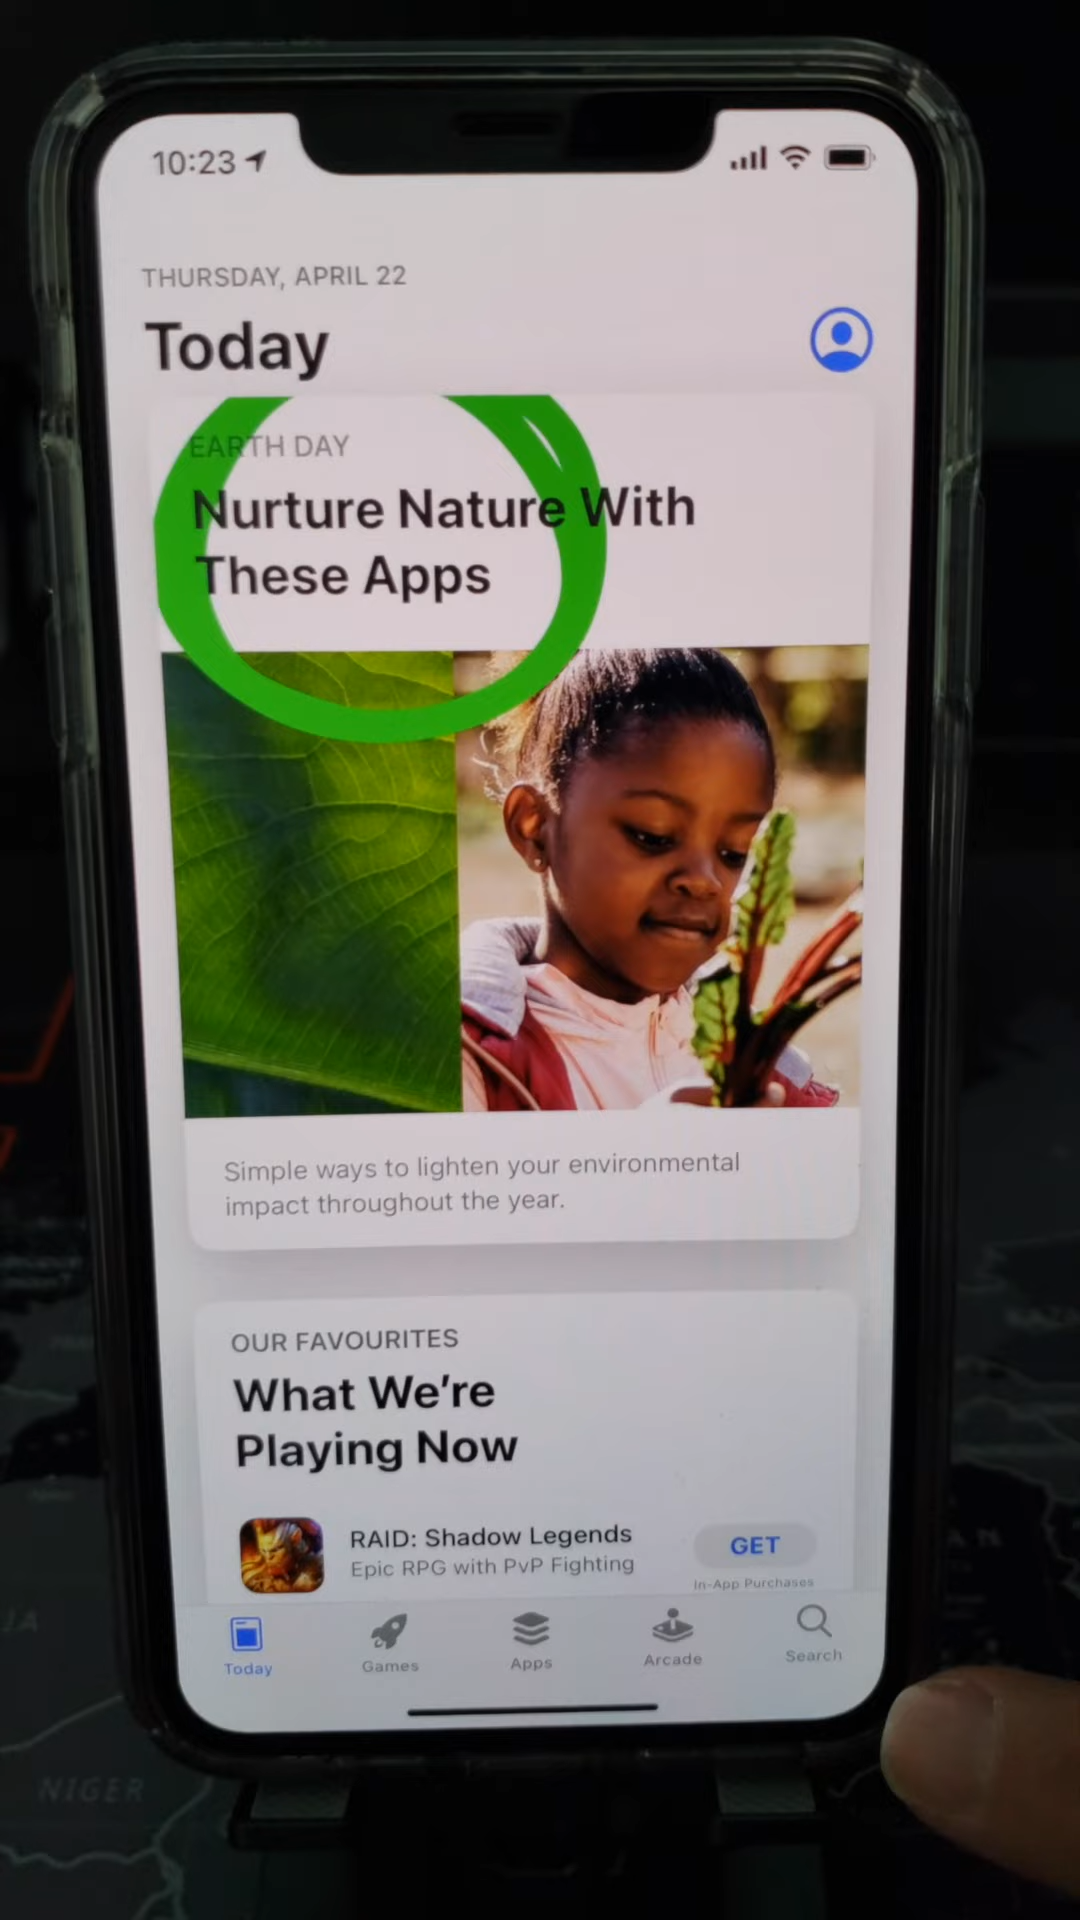 10:23
THURSDAY, APRIL 22
Today
EARTH DAY
Nurture Nature With
These Apps
Simple ways to lighten your environmental
impact throughout the year.
OUR FAVOURITES
What We're
Playing Now
RAID: Shadow Legends
Epic RPG with PvP Fighting
GET
In-App Purchases
Today
Games
Apps
Arcade
Search
NIGER